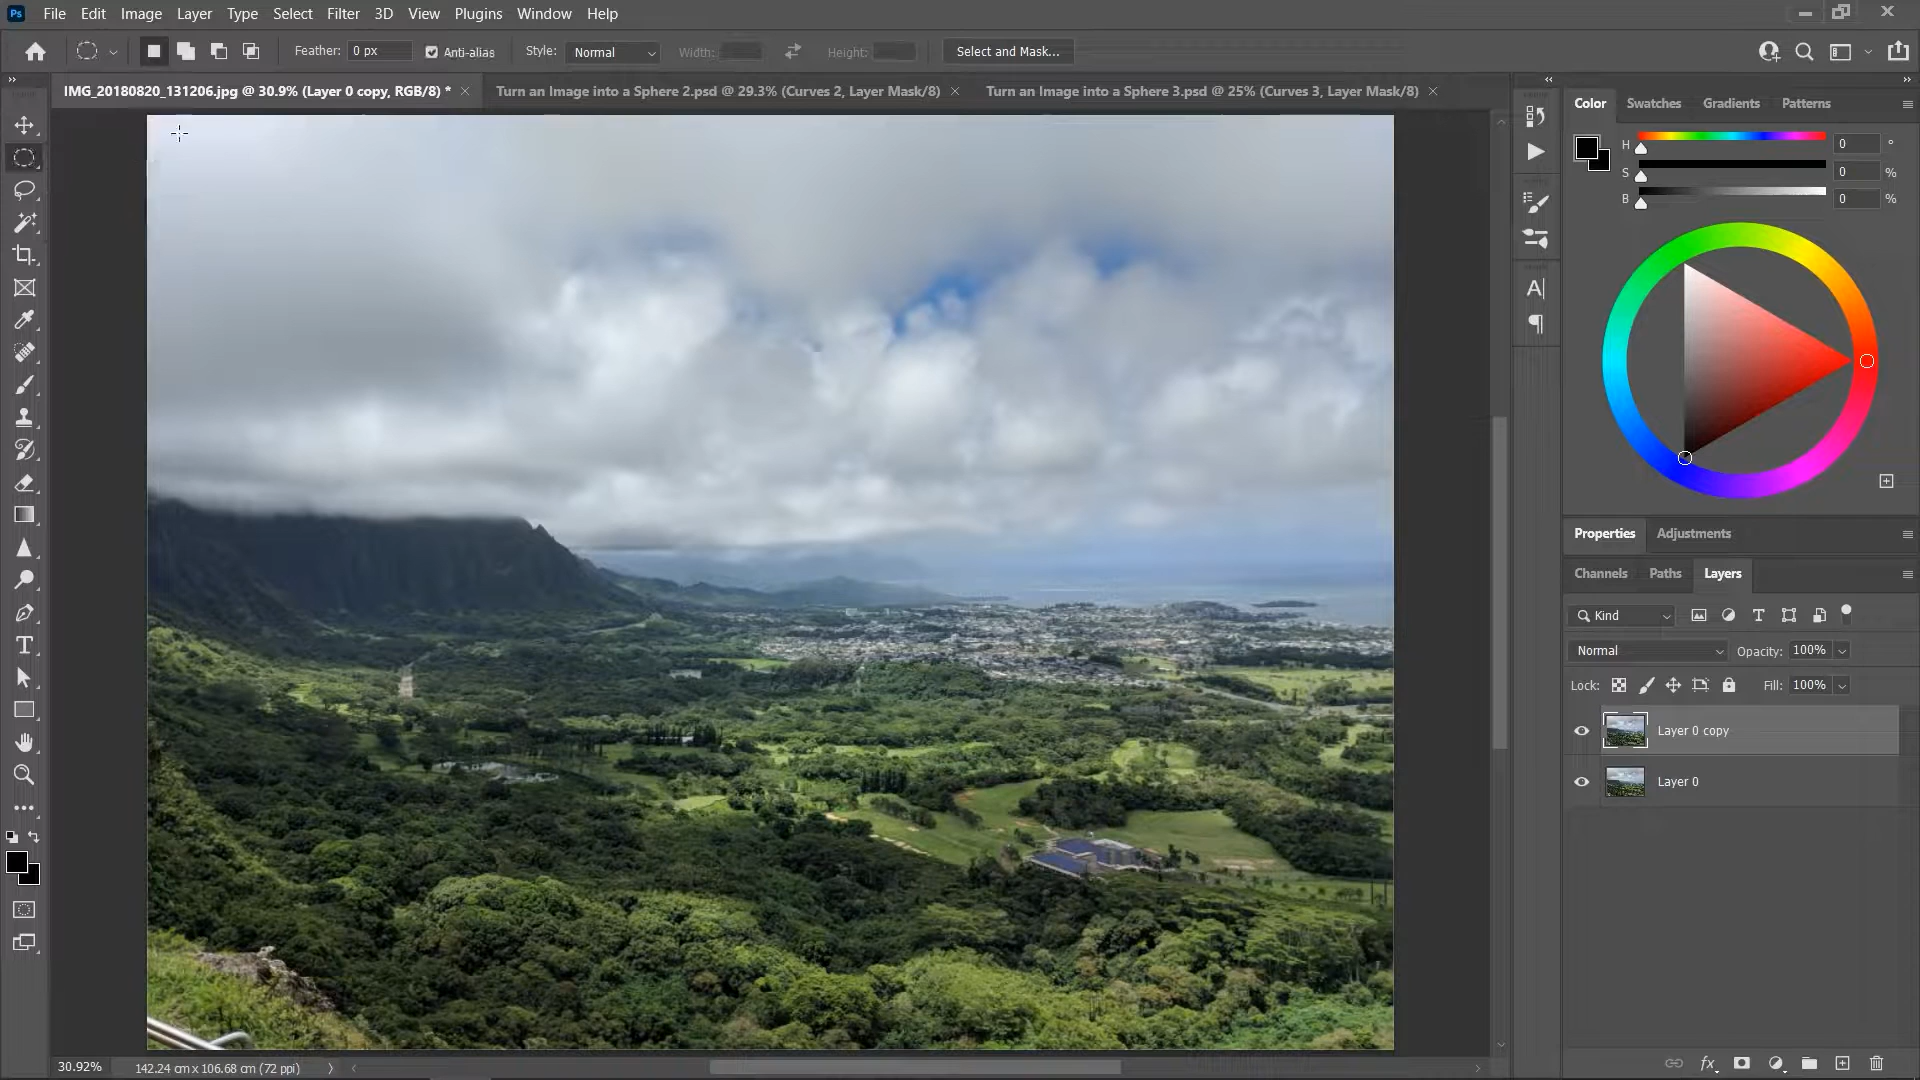 Ps File Edit Image Layer Type Select Filter 3D View Plugins Window Help
Feather: 0 px Anti-alias Style: Normal Width: Height: Select and Mask...
IMG_20180820_131206.jpg @ 30.9% (Layer 0 copy, RGB/8) * Turn an Image into a Sphere 2.psd @ 29.3% (Curves 2, Layer Mask/8) Turn an Image into a Sphere 3.psd @ 25% (Curves 3, Layer Mask/8)
Color Swatches Gradients Patterns
H 0 °
S 0 %
B 0 %
Properties Adjustments
Channels Paths Layers
Kind
Normal Opacity: 100%
Lock: Fill: 100%
Layer 0 copy
Layer 0
fx
30.92% 142.24 cm x 106.68 cm (72 ppi)